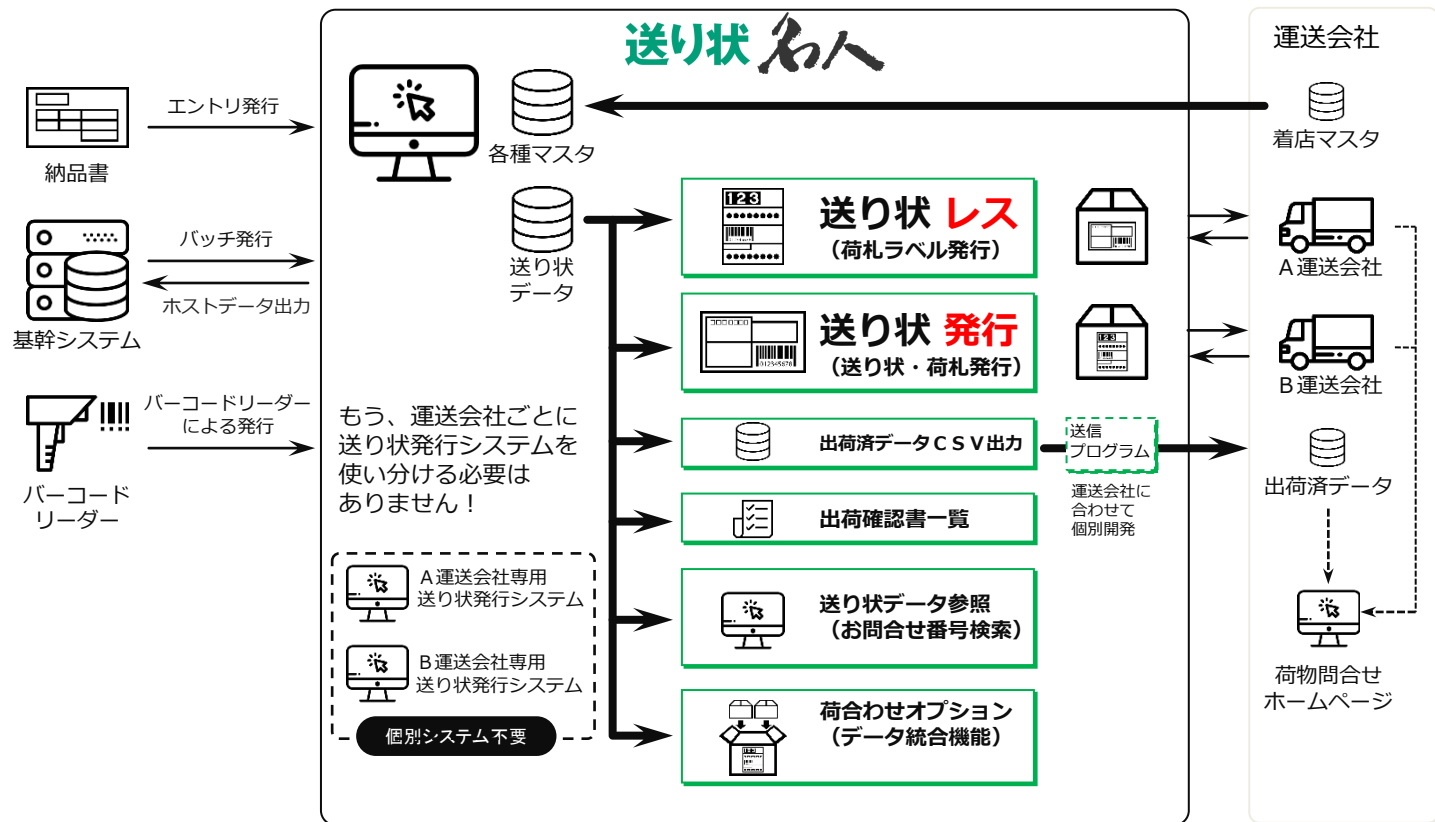 送り状名人
エントリ発行
納品書
バッチ発行
ホストデータ出力
基幹システム
バーコードリーダー
による発行
バーコード
リーダー
各種マスタ
送り状
データ
もう、運送会社ごとに
送り状発行システムを
使い分ける必要は
ありません！
Ａ運送会社専用
送り状発行システム
Ｂ運送会社専用
送り状発行システム
個別システム不要
123
送り状 レス
（荷札ラベル発行）
送り状 発行
（送り状・荷札発行）
012345678
出荷済データＣＳＶ出力
出荷確認書一覧
送り状データ参照
（お問合せ番号検索）
荷合わせオプション
（データ統合機能）
123
123
送信
プログラム
運送会社に
合わせて
個別開発
運送会社
着店マスタ
Ａ運送会社
Ｂ運送会社
出荷済データ
荷物問合せ
ホームページ